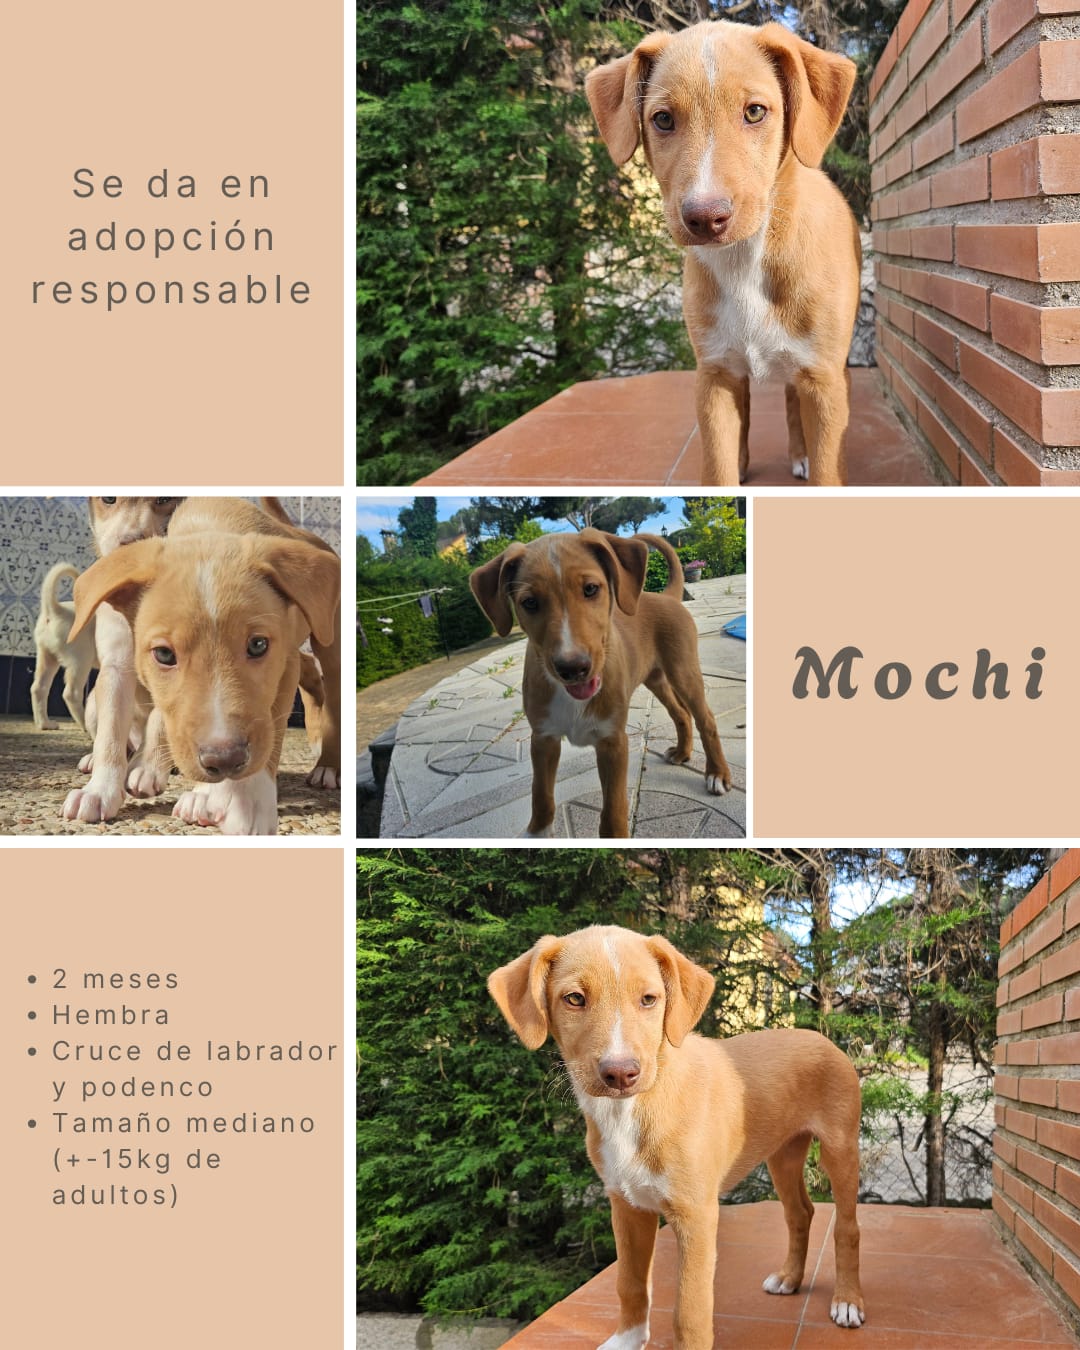 Se da en
adopción
responsable
Mochi
• 2 meses
• Hembra
• Cruce de labrador
y podenco
• Tamaño mediano
(+-15kg de
adultos)